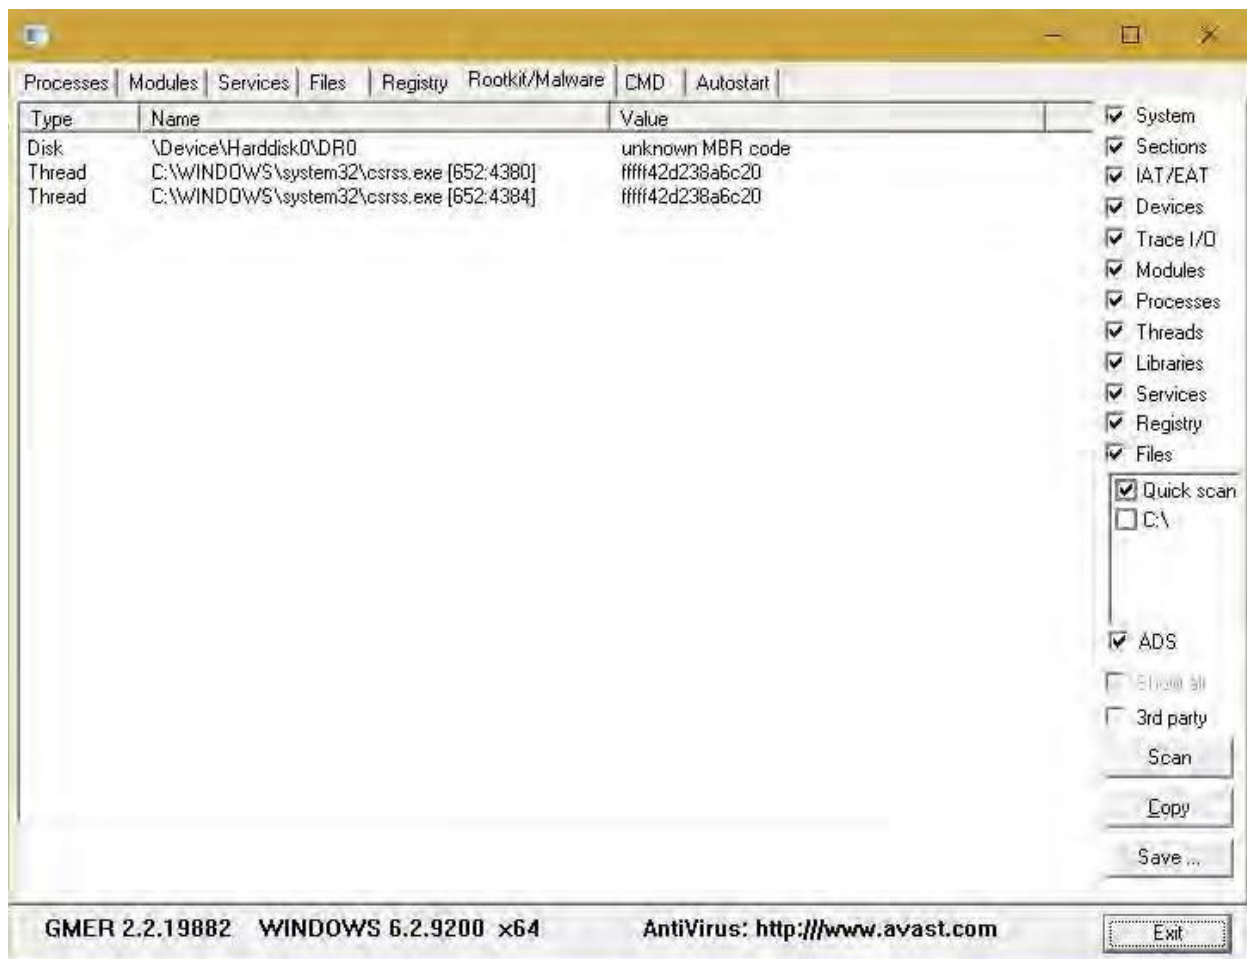 Processes Modules Services Files Registry Rootkit/Malware CMD Autostart
Type Name Value
Disk \Device\Harddisk0\DR0 unknown MBR code
Thread C:\WINDOWS\system32\csrss.exe [652:4380] fffff42d238a6c20
Thread C:\WINDOWS\system32\csrss.exe [652:4384] fffff42d238a6c20
System
Sections
IAT/EAT
Devices
Trace I/O
Modules
Processes
Threads
Libraries
Services
Registry
Files
Quick scan
C:\
ADS
Show all
3rd party
Scan
Copy
Save ...
GMER 2.2.19882 WINDOWS 6.2.9200 x64 AntiVirus: http:///www.avast.com Exit